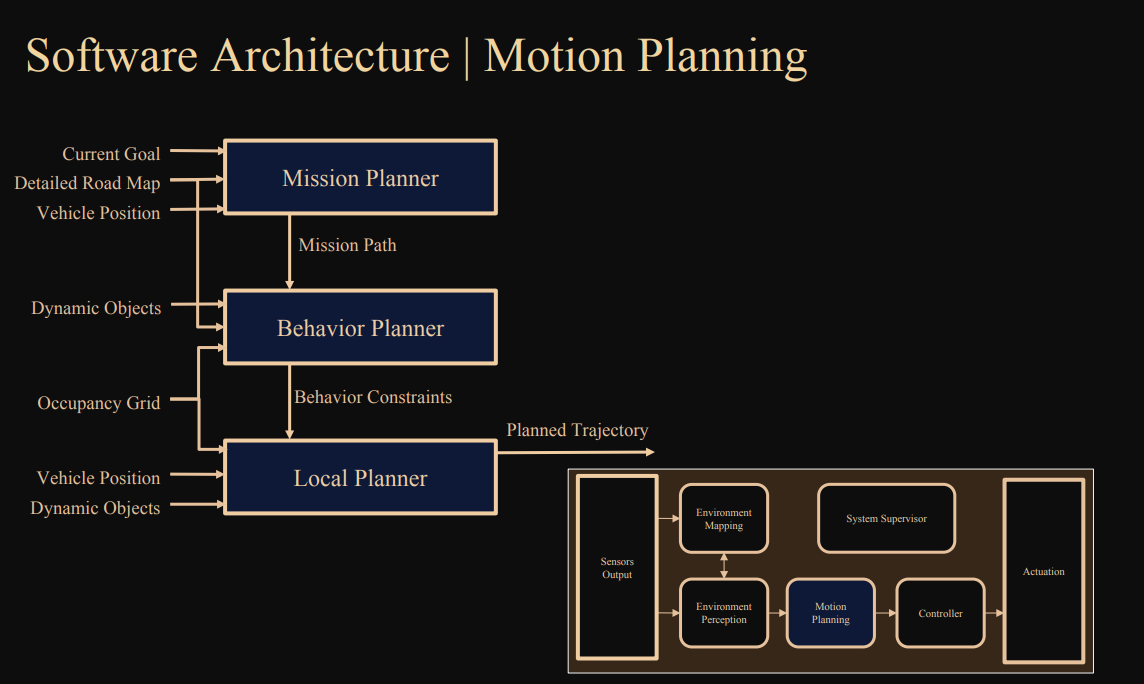 Software Architecture | Motion Planning
Current Goal
Detailed Road Map
Vehicle Position
Mission Planner
Mission Path
Dynamic Objects
Behavior Planner
Occupancy Grid
Behavior Constraints
Planned Trajectory
Local Planner
Vehicle Position
Dynamic Objects
Sensors
Output
Environment
Mapping
System Supervisor
Environment
Perception
Motion
Planning
Controller
Actuation